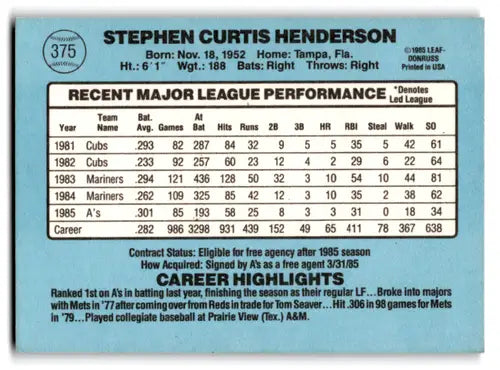 375
STEPHEN CURTIS HENDERSON
Born: Nov. 18, 1952 Home: Tampa, Fla.
Ht.: 6'1" Wgt.: 188 Bats: Right Throws: Right
©1985 LEAF-
DONRUSS
Printed in USA
RECENT MAJOR LEAGUE PERFORMANCE *Denotes
Led League
Year Team Name Bat. Avg. Games At Bat Hits Runs 2B 3B HR RBI Steal Walk SO
1981 Cubs .293 82 287 84 32 9 5 5 35 5 42 61
1982 Cubs .233 92 257 60 23 12 4 2 29 6 22 64
1983 Mariners .294 121 436 128 50 32 3 10 54 10 44 81
1984 Mariners .262 109 325 85 42 12 3 10 35 2 38 62
1985 A's .301 85 193 58 25 8 3 3 31 0 18 34
Career .282 986 3298 931 439 152 49 65 411 78 367 638
Contract Status: Eligible for free agency after 1985 season
How Acquired: Signed by A's as a free agent 3/31/85
CAREER HIGHLIGHTS
Ranked 1st on A's in batting last year, finishing the season as their regular LF...Broke into majors
with Mets in '77 after coming over from Reds in trade for Tom Seaver...Hit .306 in 98 games for Mets
in '79...Played collegiate baseball at Prairie View (Tex.) A&M.